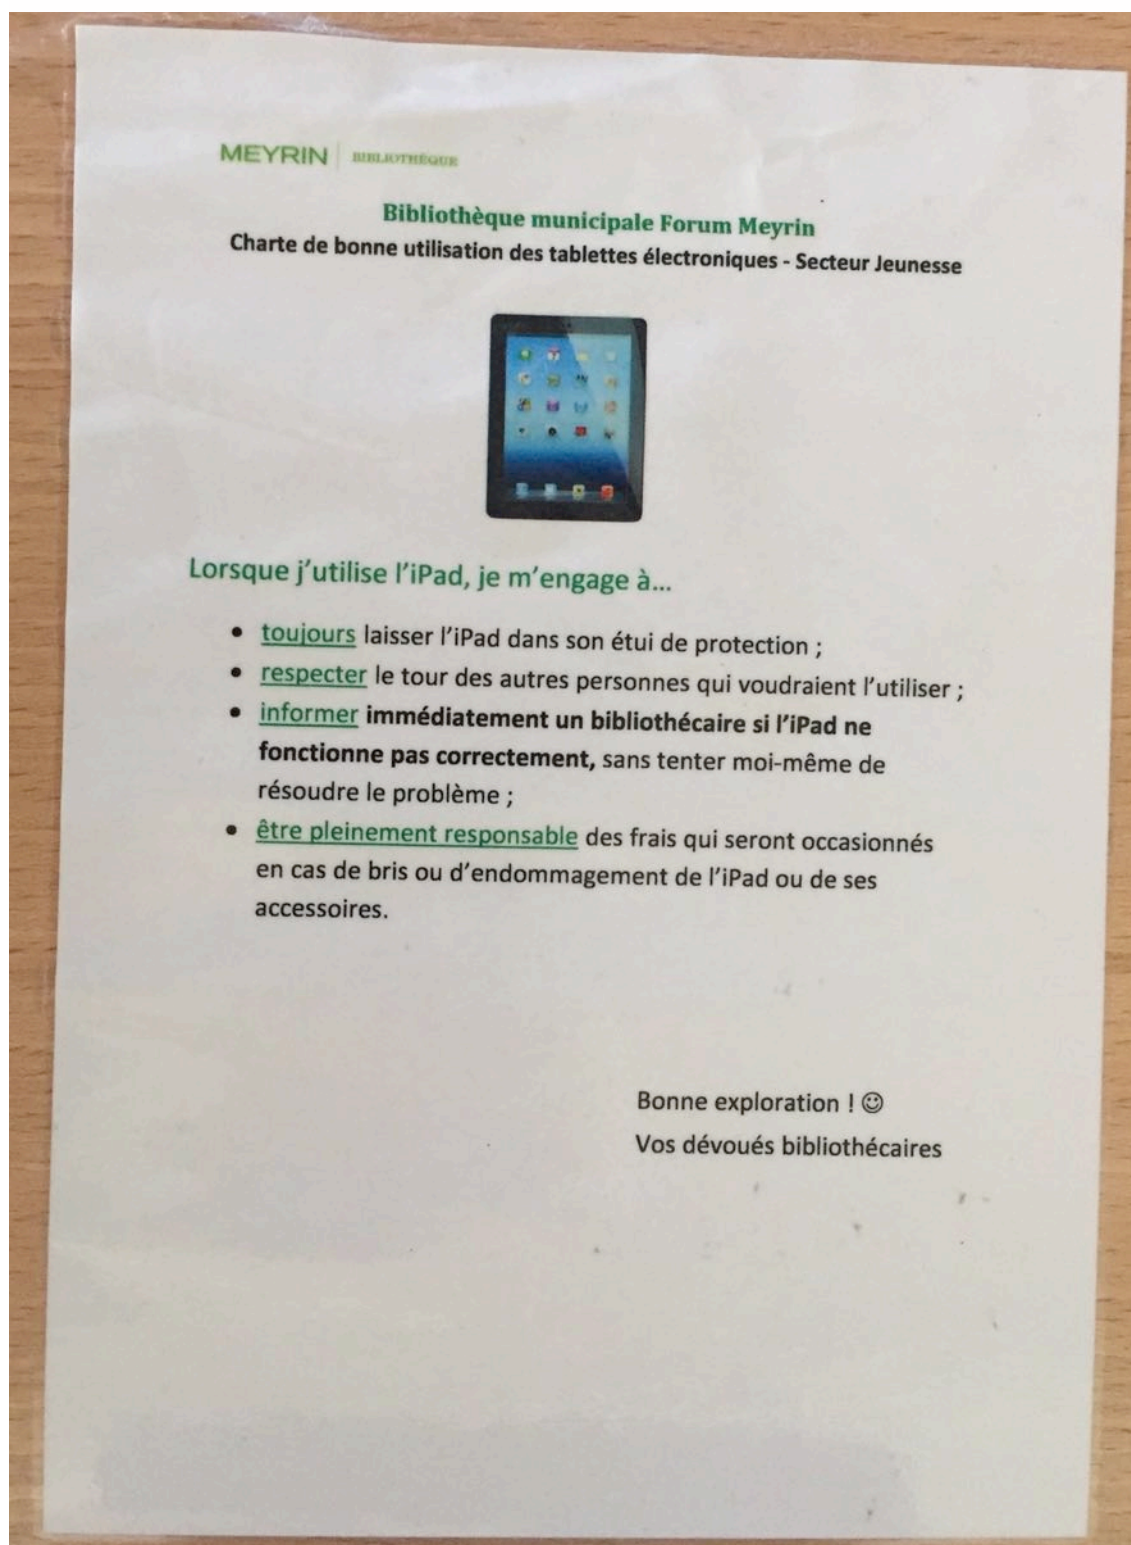 MEYRIN BIBLIOTHÈQUE
Bibliothèque municipale Forum Meyrin
Charte de bonne utilisation des tablettes électroniques - Secteur Jeunesse
Lorsque j'utilise l'iPad, je m'engage à...
• toujours laisser l'iPad dans son étui de protection ;
• respecter le tour des autres personnes qui voudraient l'utiliser ;
• informer immédiatement un bibliothécaire si l'iPad ne
fonctionne pas correctement, sans tenter moi-même de
résoudre le problème ;
• être pleinement responsable des frais qui seront occasionnés
en cas de bris ou d'endommagement de l'iPad ou de ses
accessoires.
Bonne exploration ! ☺
Vos dévoués bibliothécaires